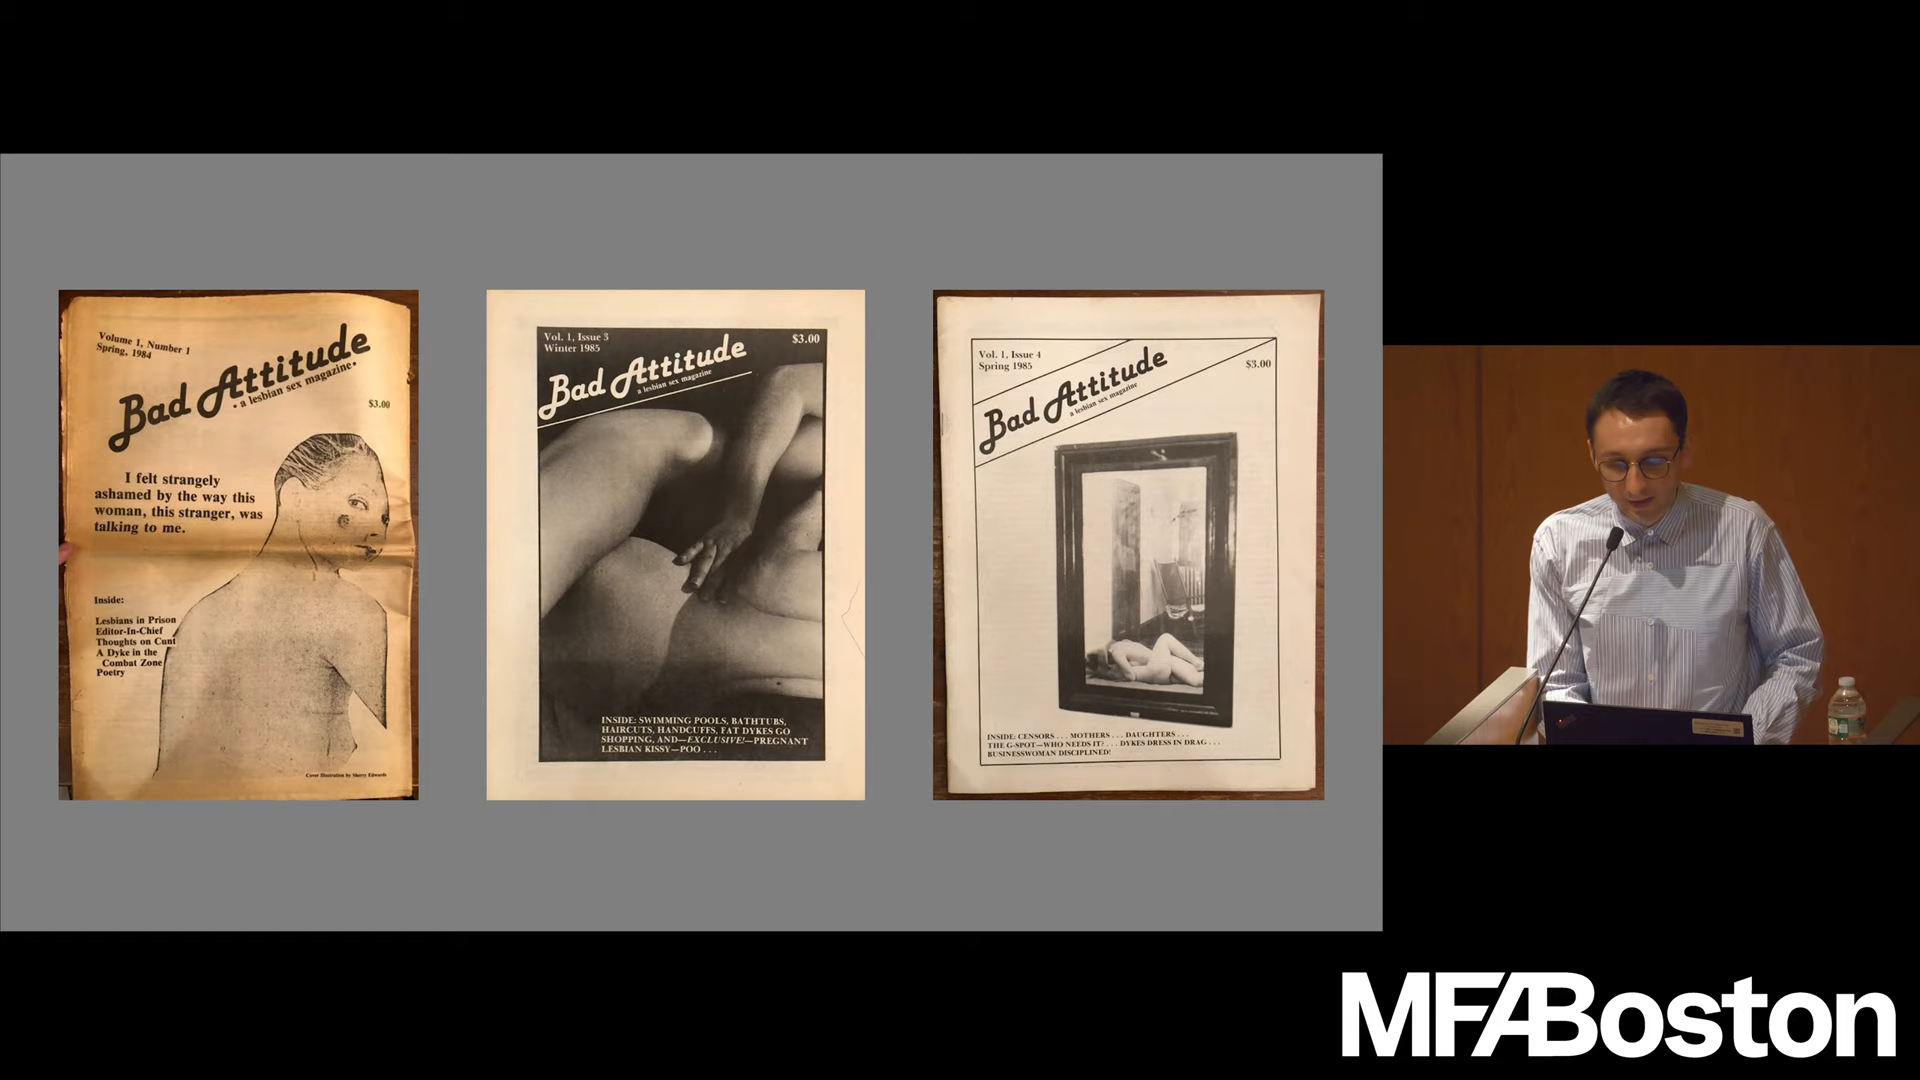 Volume 1, Number 1
Spring, 1984
Bad Attitude
• a lesbian sex magazine •
$3.00
I felt strangely
ashamed by the way this
woman, this stranger, was
talking to me.
Inside:
Lesbians in Prison
Editor-In-Chief
Thoughts on Cunt
A Dyke in the
Combat Zone
Poetry
Cover Illustration by Sherry Edwards
Vol. 1, Issue 3
Winter 1985
$3.00
Bad Attitude
a lesbian sex magazine
INSIDE: SWIMMING POOLS, BATHTUBS,
HAIRCUTS, HANDCUFFS, FAT DYKES GO
SHOPPING, AND—EXCLUSIVE!—PREGNANT
LESBIAN KISSY—POO . . .
Vol. 1, Issue 4
Spring 1985
$3.00
Bad Attitude
a lesbian sex magazine
INSIDE: CENSORS . . . MOTHERS . . . DAUGHTERS . . .
THE G-SPOT—WHO NEEDS IT? . . . DYKES DRESS IN DRAG . . .
BUSINESSWOMAN DISCIPLINED!
MFABoston